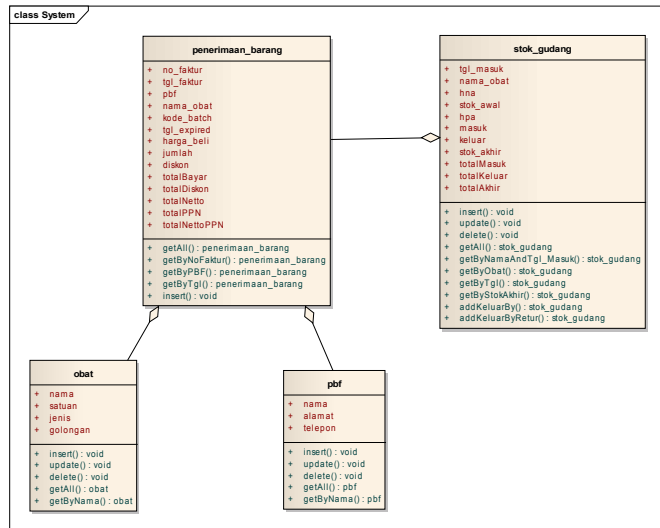 class System
penerimaan_barang
+ no_faktur
+ tgl_faktur
+ pbf
+ nama_obat
+ kode_batch
+ tgl_expired
+ harga_beli
+ jumlah
+ diskon
+ totalBayar
+ totalDiskon
+ totalNetto
+ totalPPN
+ totalNettoPPN
+ getAll() : penerimaan_barang
+ getByNoFaktur() : penerimaan_barang
+ getByPBF() : penerimaan_barang
+ getByTgl() : penerimaan_barang
+ insert() : void
stok_gudang
+ tgl_masuk
+ nama_obat
+ hna
+ stok_awal
+ hpa
+ masuk
+ keluar
+ stok_akhir
+ totalMasuk
+ totalKeluar
+ totalAkhir
+ insert() : void
+ update() : void
+ delete() : void
+ getAll() : stok_gudang
+ getByNamaAndTgl_Masuk() : stok_gudang
+ getByObat() : stok_gudang
+ getByTgl() : stok_gudang
+ getByStokAkhir() : stok_gudang
+ addKeluarBy() : stok_gudang
+ addKeluarByRetur() : stok_gudang
obat
+ nama
+ satuan
+ jenis
+ golongan
+ insert() : void
+ update() : void
+ delete() : void
+ getAll() : obat
+ getByNama() : obat
pbf
+ nama
+ alamat
+ telepon
+ insert() : void
+ update() : void
+ delete() : void
+ getAll() : pbf
+ getByNama() : pbf